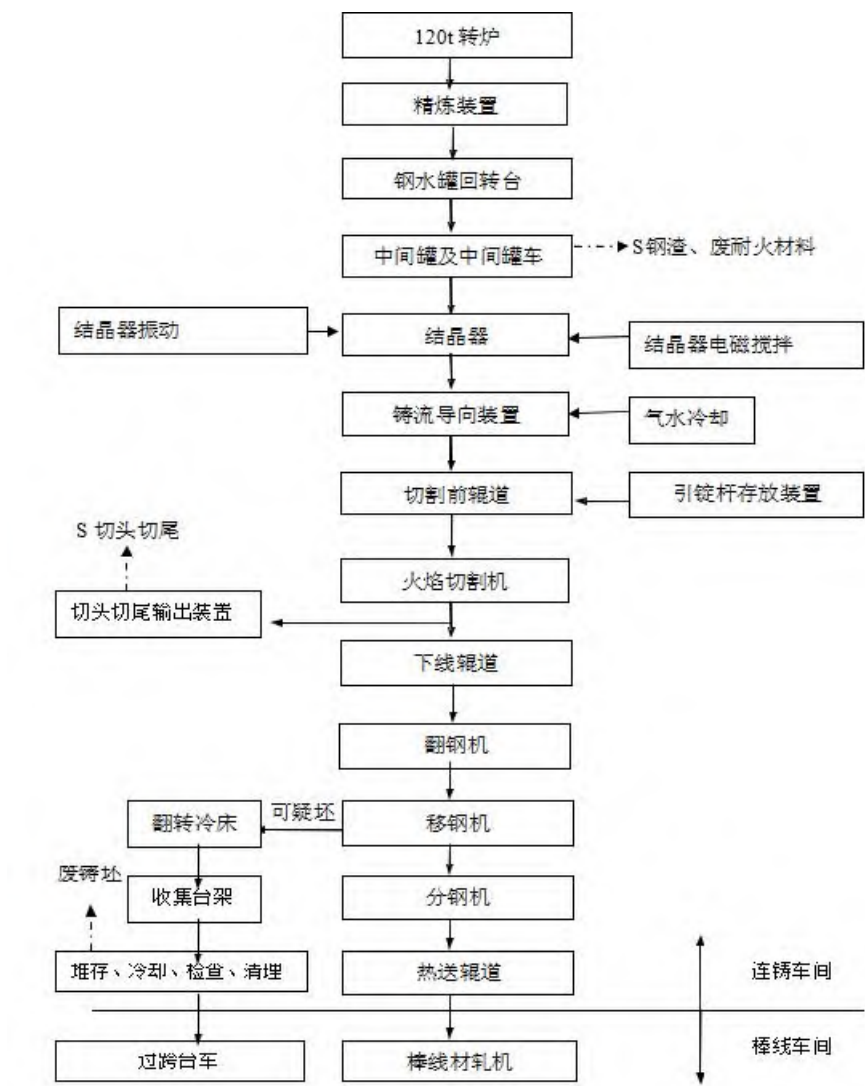 120t 转炉
精炼装置
钢水罐回转台
中间罐及中间罐车
S钢渣、废耐火材料
结晶器振动
结晶器
结晶器电磁搅拌
铸流导向装置
气水冷却
切割前辊道
引锭杆存放装置
S 切头切尾
火焰切割机
切头切尾输出装置
下线辊道
翻钢机
翻转冷床
可疑坯
移钢机
废铸坯
收集台架
分钢机
堆存、冷却、检查、清理
热送辊道
连铸车间
过跨台车
棒线材轧机
棒线车间